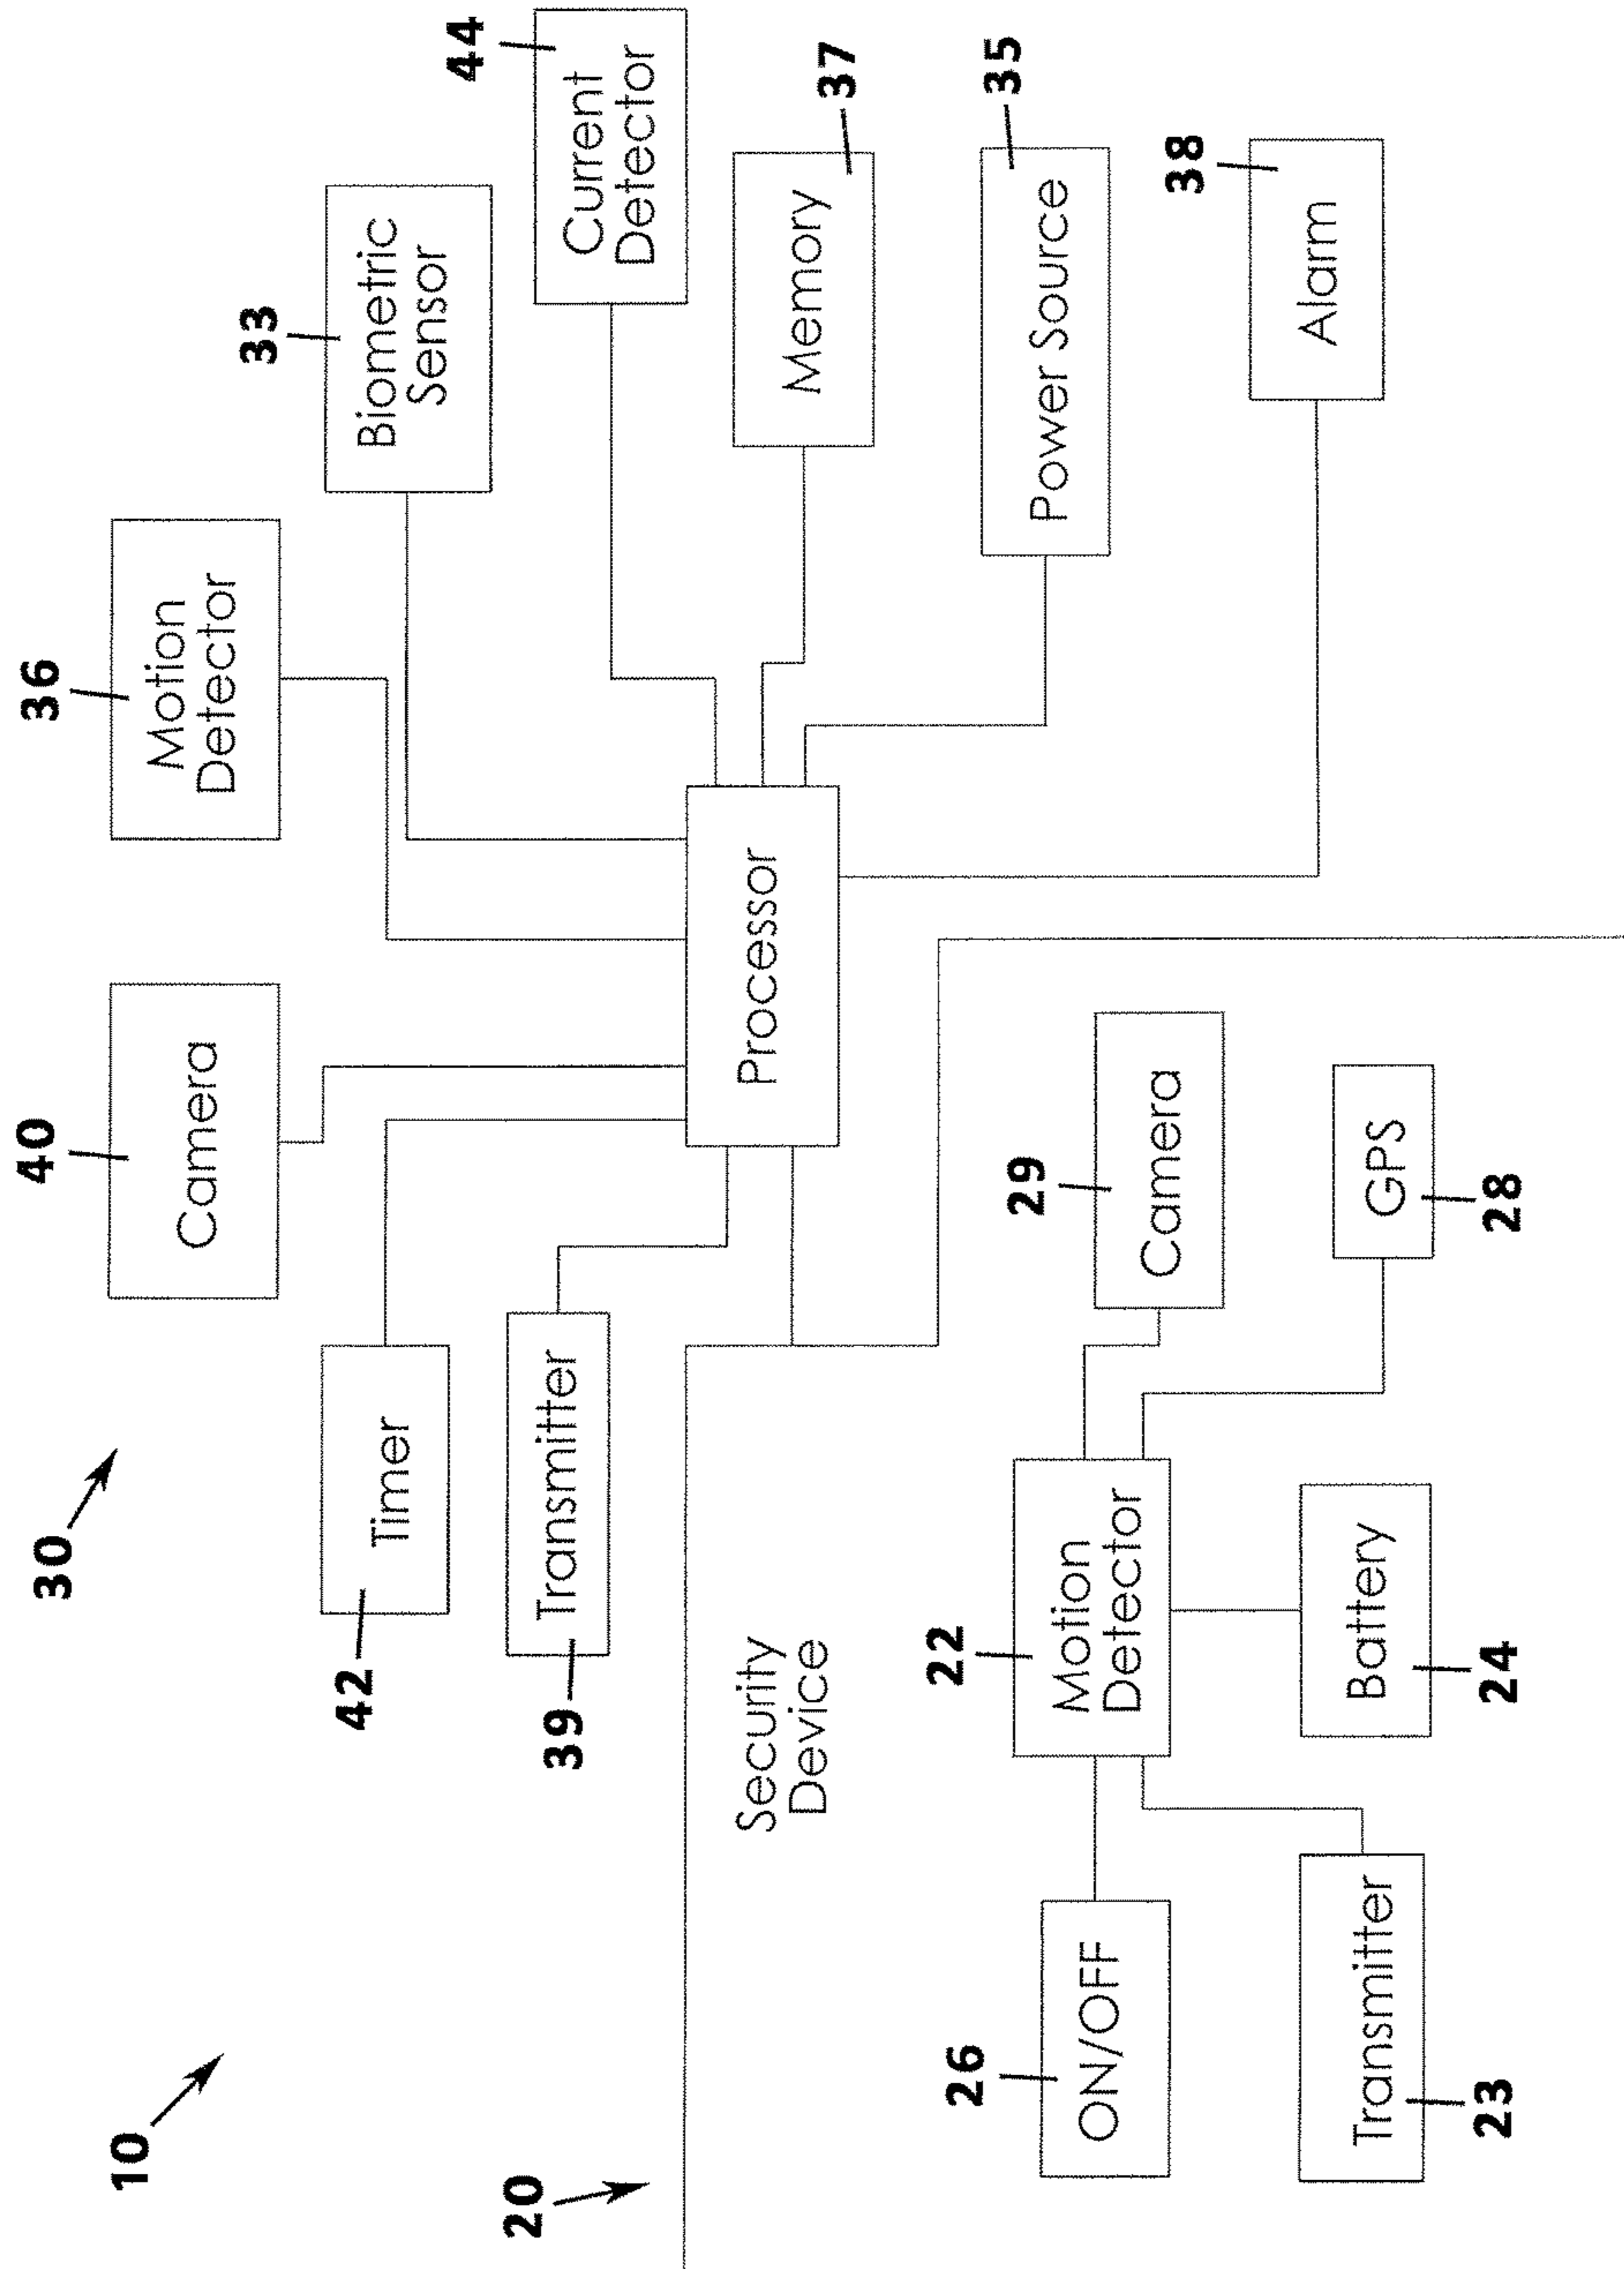 10
30
40
Camera
36
Motion
Detector
33
Biometric
Sensor
44
Current
Detector
42
Timer
39
Transmitter
Processor
Memory
37
Power Source
35
Alarm
38
20
Security
Device
22
Motion
Detector
29
Camera
26
ON/OFF
Transmitter
23
Battery
24
GPS
28